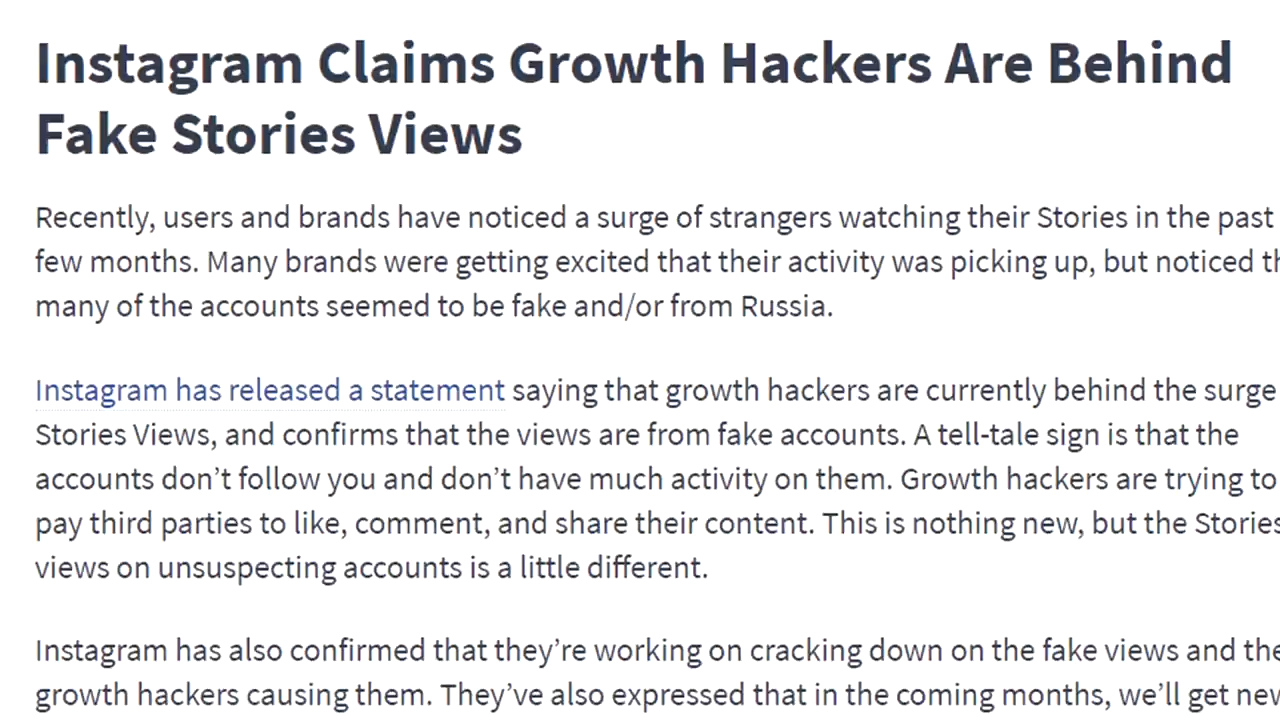 Instagram Claims Growth Hackers Are Behind
Fake Stories Views
Recently, users and brands have noticed a surge of strangers watching their Stories in the past
few months. Many brands were getting excited that their activity was picking up, but noticed
many of the accounts seemed to be fake and/or from Russia.
Instagram has released a statement saying that growth hackers are currently behind the surge
Stories Views, and confirms that the views are from fake accounts. A tell-tale sign is that the
accounts don’t follow you and don’t have much activity on them. Growth hackers are trying to
pay third parties to like, comment, and share their content. This is nothing new, but the Stories
views on unsuspecting accounts is a little different.
Instagram has also confirmed that they’re working on cracking down on the fake views and the
growth hackers causing them. They’ve also expressed that in the coming months, we’ll get